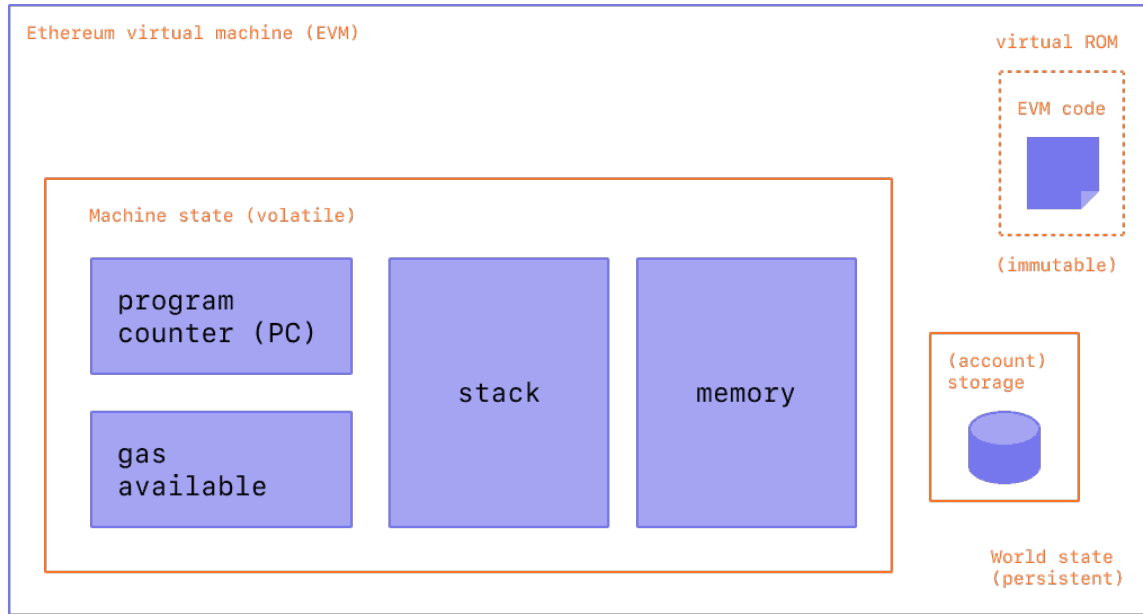 Ethereum virtual machine (EVM)
virtual ROM
EVM code
(immutable)
Machine state (volatile)
program
counter (PC)
gas
available
stack
memory
(account)
storage
World state
(persistent)